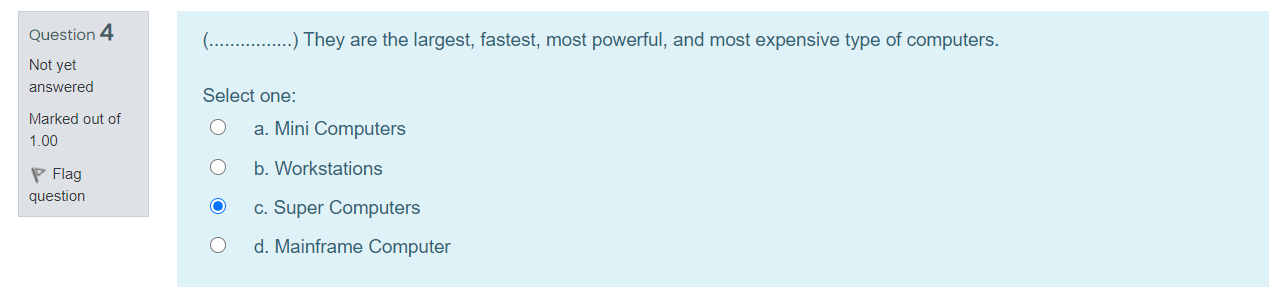 Question 4
Not yet
answered
Marked out of
1.00
Flag
question
(................) They are the largest, fastest, most powerful, and most expensive type of computers.
Select one:
a. Mini Computers
b. Workstations
c. Super Computers
d. Mainframe Computer